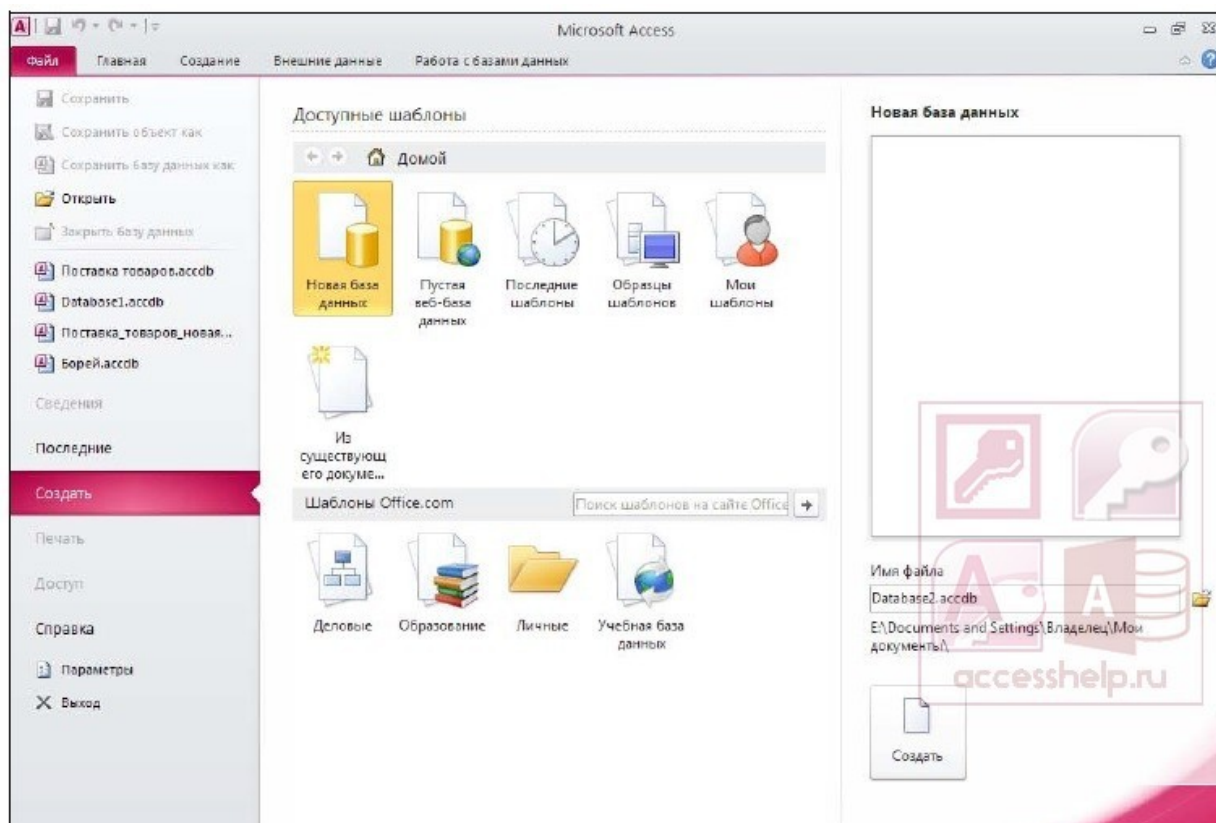 Microsoft Access
Файл Главная Создание Внешние данные Работа с базами данных
Сохранить
Сохранить объект как
Сохранить базу данных как
Открыть
Закрыть базу данных
Поставка товаров.accdb
Database1.accdb
Поставка_товаров_новая...
Борей.accdb
Сведения
Последние
Создать
Печать
Доступ
Справка
Параметры
Выход
Доступные шаблоны
Домой
Новая база
данных
Пустая
веб-база
данных
Последние
шаблоны
Образцы
шаблонов
Мои
шаблоны
Из
существующ
его докуме...
Шаблоны Office.com
Поиск шаблонов на сайте Office
Деловые
Образование
Личные
Учебная база
данных
Новая база данных
Имя файла
Database2.accdb
E:\Documents and Settings\Владелец\Мои
документы\
Создать
accesshelp.ru